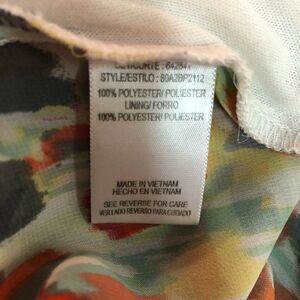 STYLE/ESTILO: 89A2BP2112
100% POLYESTER/ POLIESTER
LINING/ FORRO
100% POLYESTER/ POLIESTER
MADE IN VIETNAM
HECHO EN VIETNAM
SEE REVERSE FOR CARE
VER LADO REVERSO PARA CUIDADO